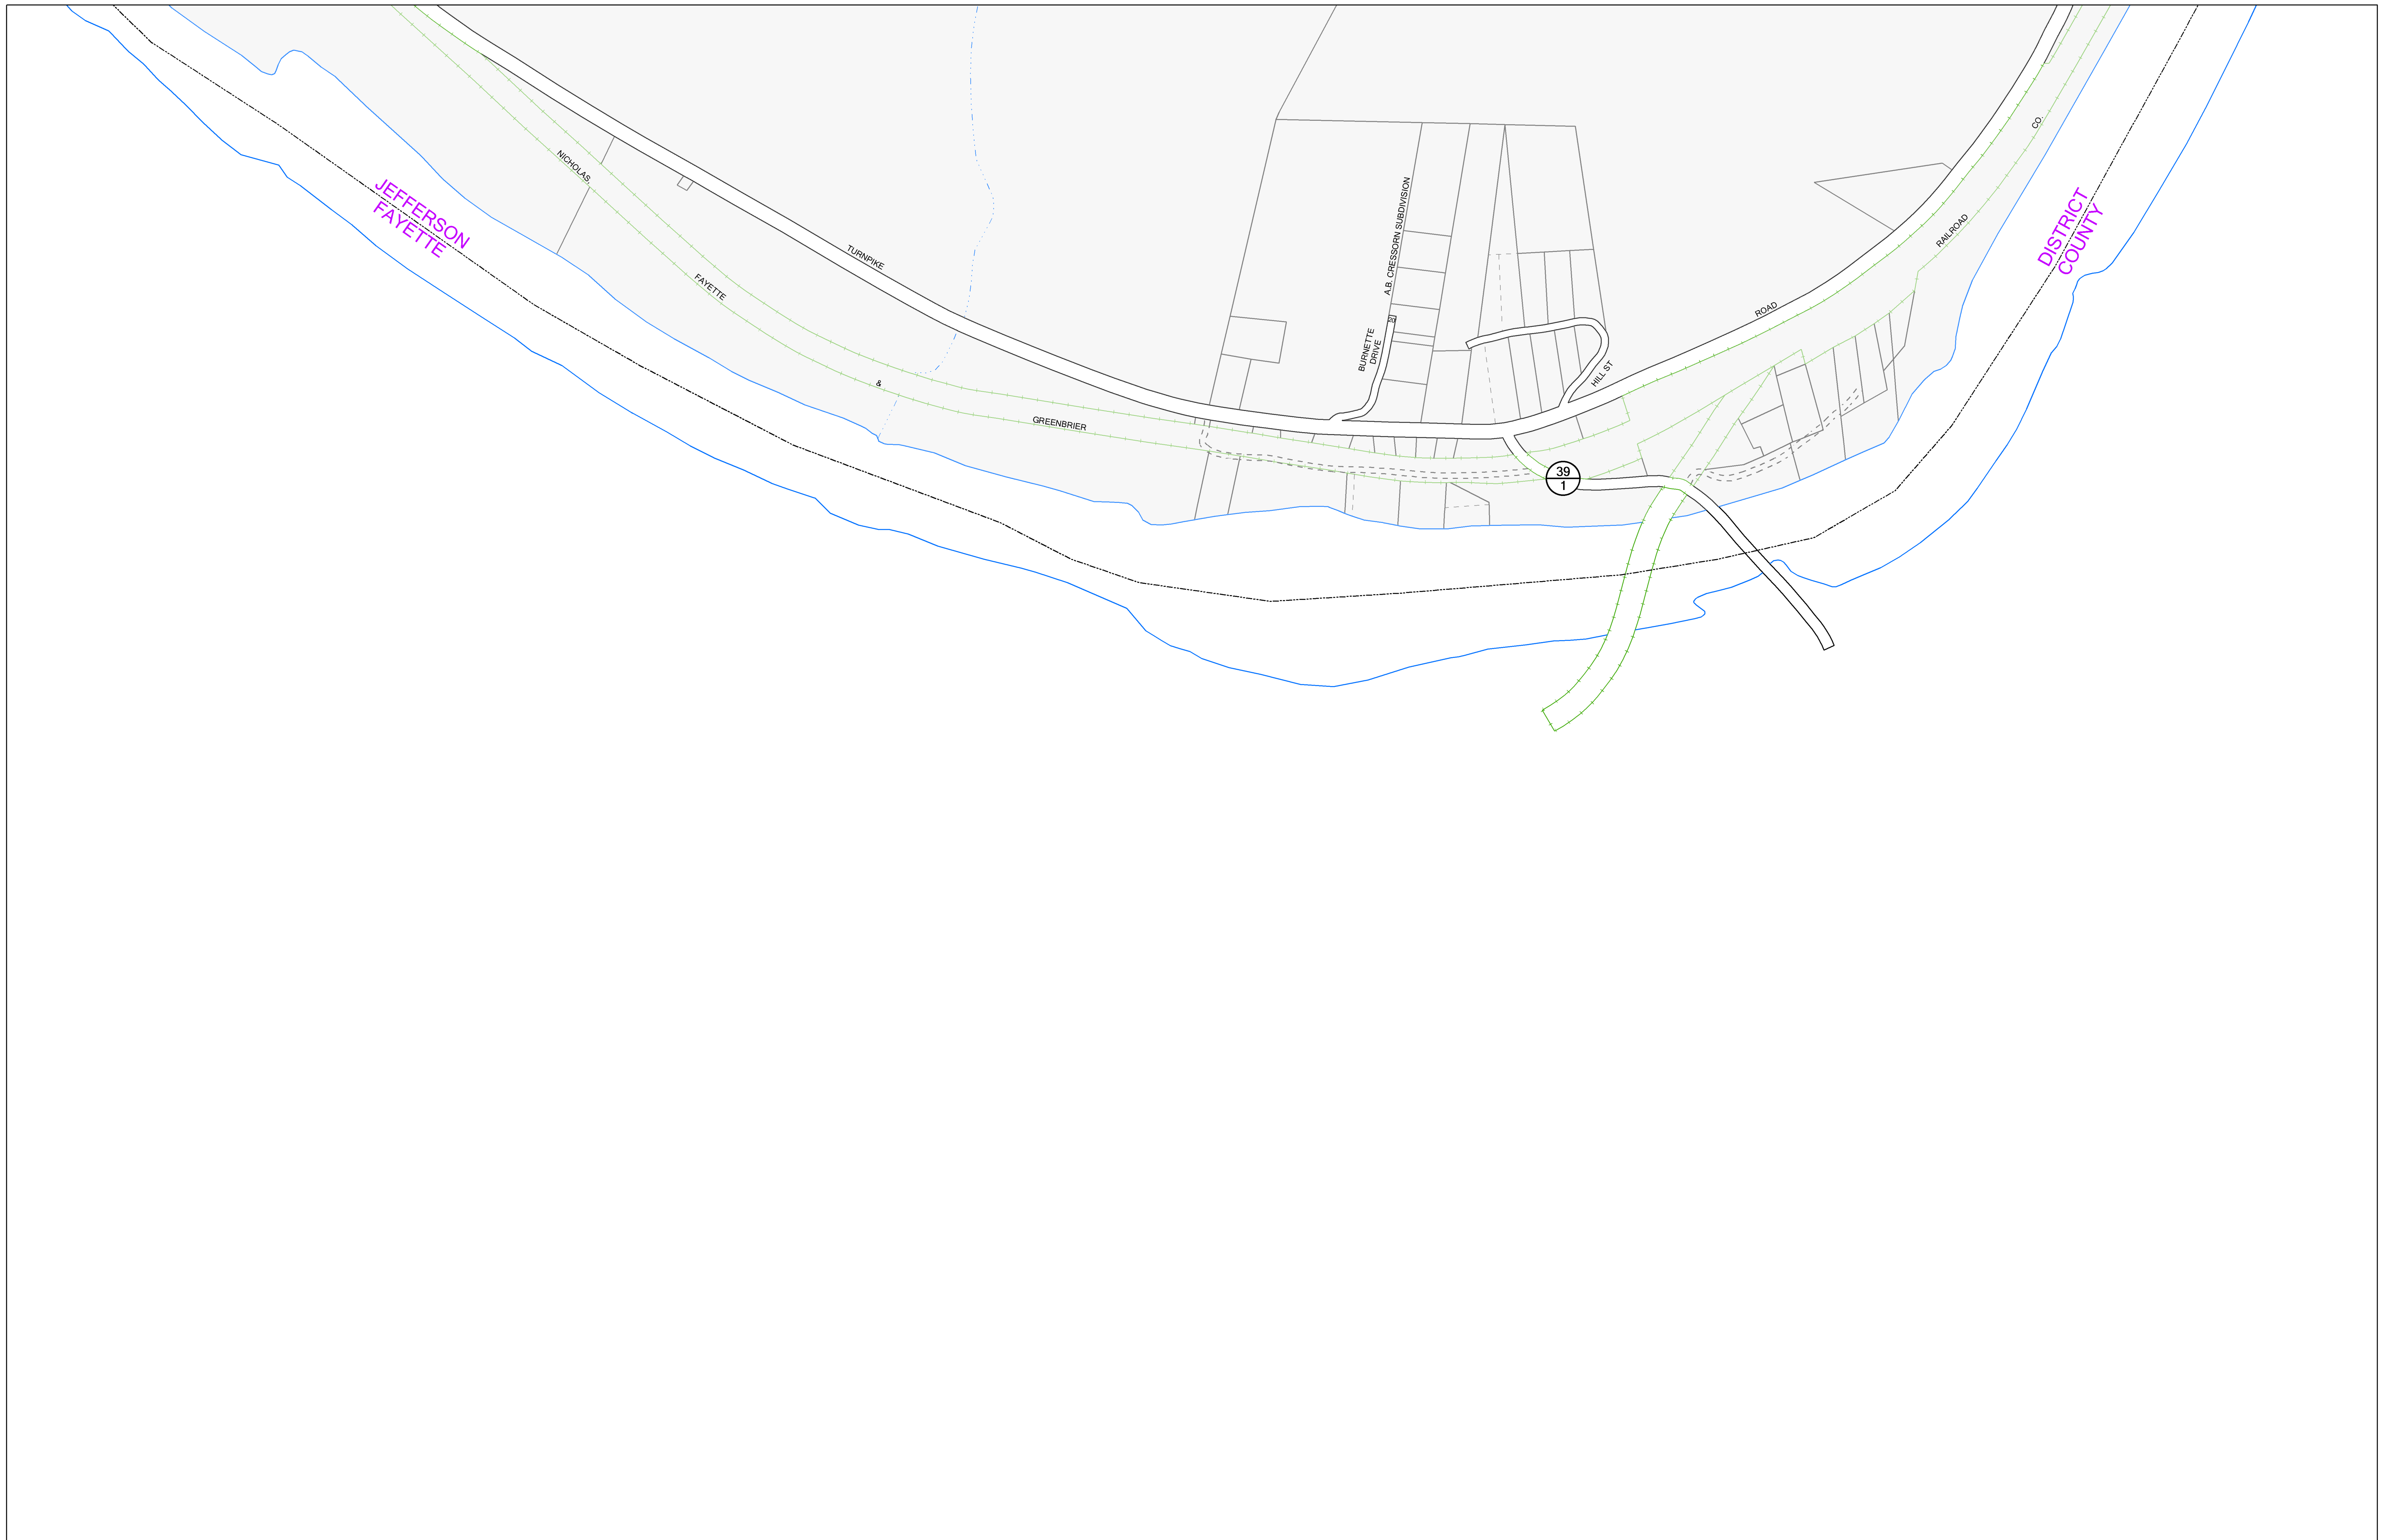 JEFFERSON
FAYETTE
NICHOLAS,
FAYETTE
&
GREENBRIER
RAILROAD
CO.
TURNPIKE
ROAD
A.B. CRESSORN SUBDIVISION
BURNETTE
DRIVE
HILL ST
39
1
DISTRICT
COUNTY